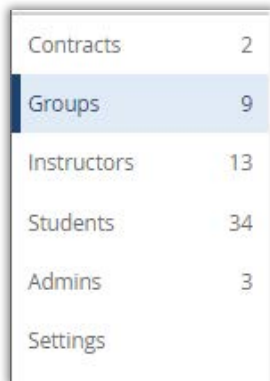 Contracts 2
Groups 9
Instructors 13
Students 34
Admins 3
Settings